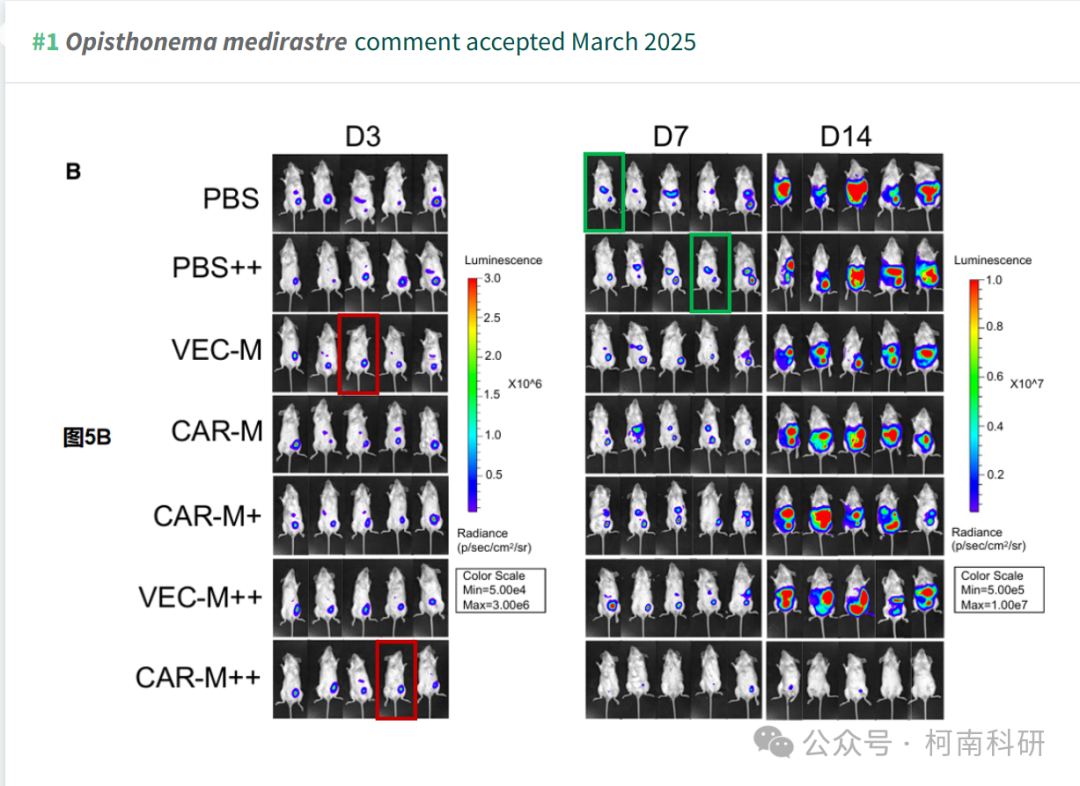 #1 Opisthonema medirastre comment accepted March 2025
D3
D7
D14
B
PBS
PBS++
VEC-M
CAR-M
图5B
CAR-M+
VEC-M++
CAR-M++
Luminescence
3.0
2.5
2.0
X10^6
1.5
1.0
0.5
Radiance
(p/sec/cm²/sr)
Color Scale
Min=5.00e4
Max=3.00e6
Luminescence
1.0
0.8
0.6
X10^7
0.4
0.2
Radiance
(p/sec/cm²/sr)
Color Scale
Min=5.00e5
Max=1.00e7
公众号 · 柯南科研